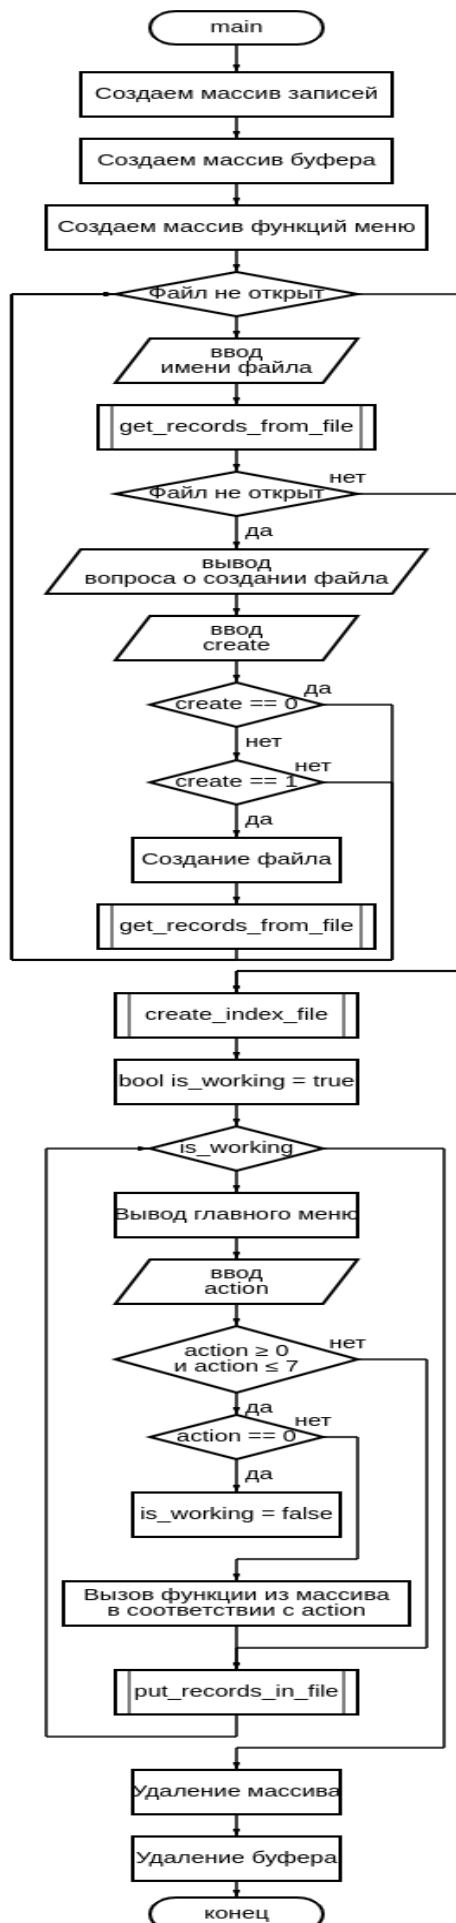 main
Создаем массив записей
Создаем массив буфера
Создаем массив функций меню
Файл не открыт
ввод
имени файла
get_records_from_file
Файл не открыт
нет
да
вывод
вопроса о создании файла
ввод
create
create == 0
да
нет
create == 1
нет
да
Создание файла
get_records_from_file
create_index_file
bool is_working = true
is_working
Вывод главного меню
ввод
action
action ≥ 0
и action ≤ 7
нет
да
action == 0
нет
да
is_working = false
Вызов функции из массива
в соответствии с action
put_records_in_file
Удаление массива
Удаление буфера
конец